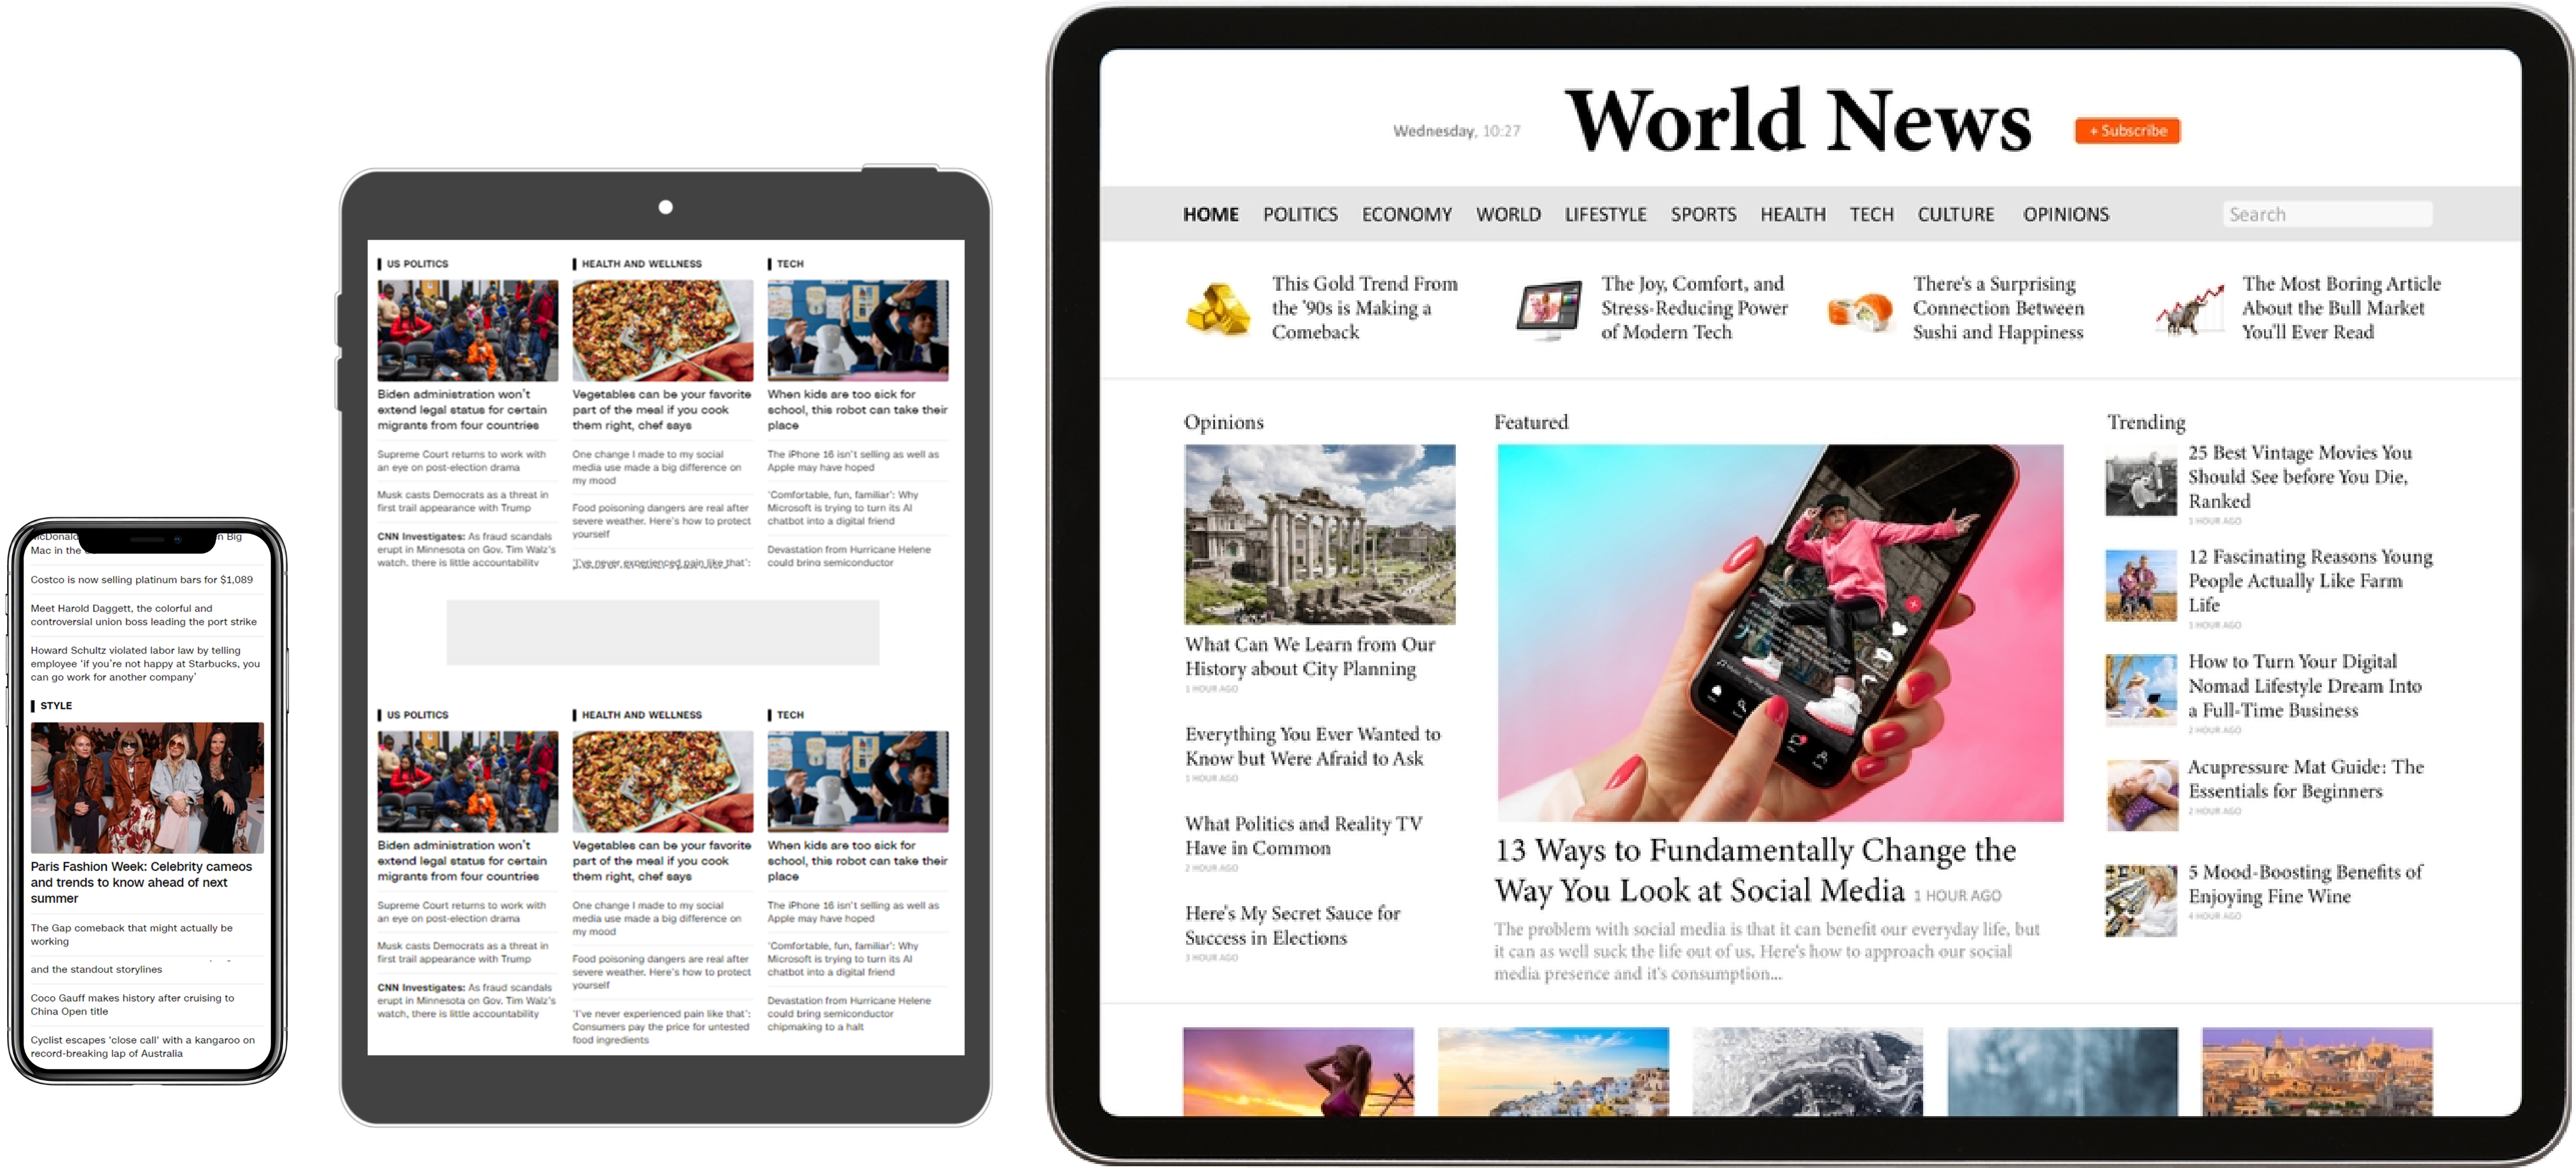 McDonald
n Big
Mac in the
Costco is now selling platinum bars for $1,089
Meet Harold Daggett, the colorful and
controversial union boss leading the port strike
Howard Schultz violated labor law by telling
employee ‘if you’re not happy at Starbucks, you
can go work for another company’
STYLE
Paris Fashion Week: Celebrity cameos
and trends to know ahead of next
summer
The Gap comeback that might actually be
working
and the standout storylines
Coco Gauff makes history after cruising to
China Open title
Cyclist escapes 'close call' with a kangaroo on
record-breaking lap of Australia
US POLITICS
Biden administration won’t
extend legal status for certain
migrants from four countries
Supreme Court returns to work with
an eye on post-election drama
Musk casts Democrats as a threat in
first trail appearance with Trump
CNN Investigates: As fraud scandals
erupt in Minnesota on Gov. Tim Walz’s
watch, there is little accountability
HEALTH AND WELLNESS
Vegetables can be your favorite
part of the meal if you cook
them right, chef says
One change I made to my social
media use made a big difference on
my mood
Food poisoning dangers are real after
severe weather. Here’s how to protect
yourself
‘I’ve never experienced pain like that’:
TECH
When kids are too sick for
school, this robot can take their
place
The iPhone 16 isn’t selling as well as
Apple may have hoped
‘Comfortable, fun, familiar’: Why
Microsoft is trying to turn its AI
chatbot into a digital friend
Devastation from Hurricane Helene
could bring semiconductor
US POLITICS
Biden administration won’t
extend legal status for certain
migrants from four countries
Supreme Court returns to work with
an eye on post-election drama
Musk casts Democrats as a threat in
first trail appearance with Trump
CNN Investigates: As fraud scandals
erupt in Minnesota on Gov. Tim Walz’s
watch, there is little accountability
HEALTH AND WELLNESS
Vegetables can be your favorite
part of the meal if you cook
them right, chef says
One change I made to my social
media use made a big difference on
my mood
Food poisoning dangers are real after
severe weather. Here’s how to protect
yourself
‘I’ve never experienced pain like that’:
Consumers pay the price for untested
food ingredients
TECH
When kids are too sick for
school, this robot can take their
place
The iPhone 16 isn’t selling as well as
Apple may have hoped
‘Comfortable, fun, familiar’: Why
Microsoft is trying to turn its AI
chatbot into a digital friend
Devastation from Hurricane Helene
could bring semiconductor
chipmaking to a halt
Wednesday, 10:27
World News
+ Subscribe
HOME POLITICS ECONOMY WORLD LIFESTYLE SPORTS HEALTH TECH CULTURE OPINIONS
Search
This Gold Trend From
the '90s is Making a
Comeback
The Joy, Comfort, and
Stress-Reducing Power
of Modern Tech
There's a Surprising
Connection Between
Sushi and Happiness
The Most Boring Article
About the Bull Market
You'll Ever Read
Opinions
What Can We Learn from Our
History about City Planning
1 HOUR AGO
Everything You Ever Wanted to
Know but Were Afraid to Ask
1 HOUR AGO
What Politics and Reality TV
Have in Common
2 HOUR AGO
Here's My Secret Sauce for
Success in Elections
3 HOUR AGO
Featured
13 Ways to Fundamentally Change the
Way You Look at Social Media 1 HOUR AGO
The problem with social media is that it can benefit our everyday life, but
it can as well suck the life out of us. Here's how to approach our social
media presence and it's consumption...
Trending
25 Best Vintage Movies You
Should See before You Die,
Ranked
1 HOUR AGO
12 Fascinating Reasons Young
People Actually Like Farm
Life
1 HOUR AGO
How to Turn Your Digital
Nomad Lifestyle Dream Into
a Full-Time Business
2 HOUR AGO
Acupressure Mat Guide: The
Essentials for Beginners
2 HOUR AGO
5 Mood-Boosting Benefits of
Enjoying Fine Wine
4 HOUR AGO